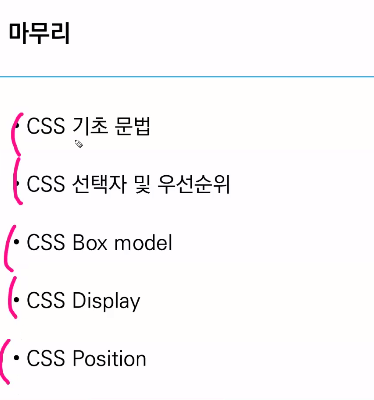 마무리
• CSS 기초 문법
• CSS 선택자 및 우선순위
• CSS Box model
• CSS Display
• CSS Position